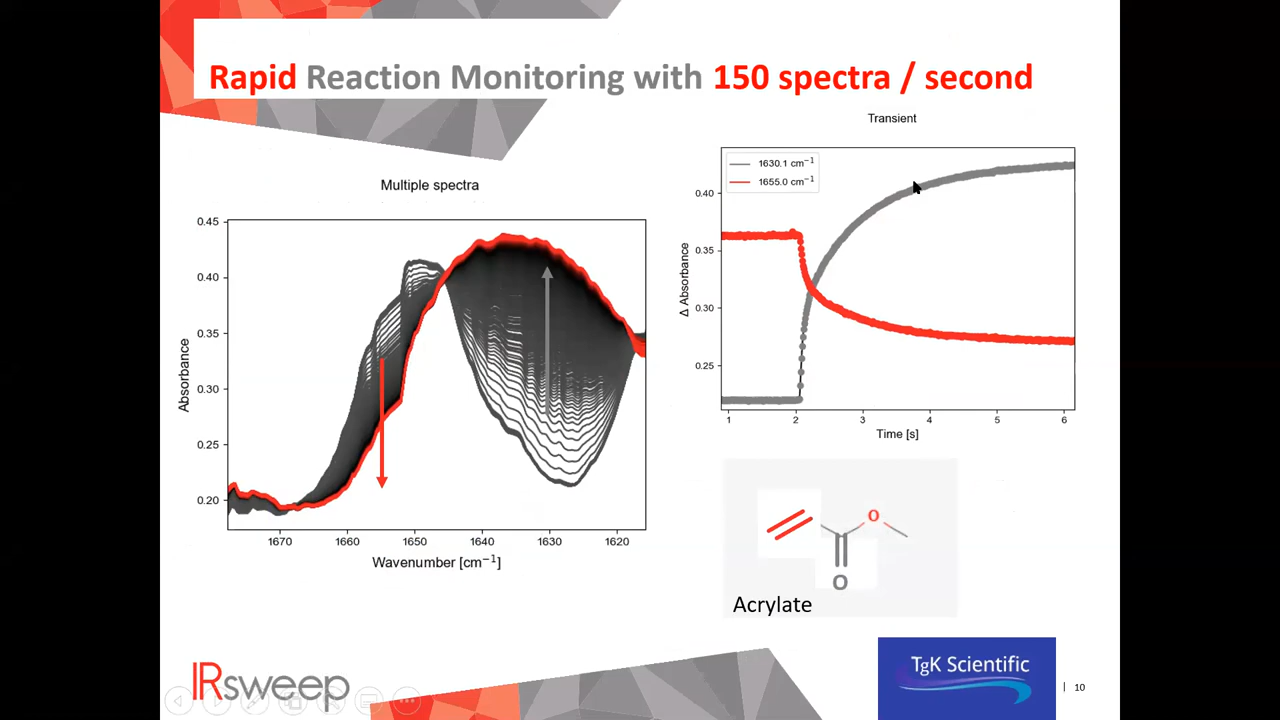 Rapid Reaction Monitoring with 150 spectra / second
Multiple spectra
0.45
0.40
0.35
0.30
0.25
0.20
Absorbance
1670
1660
1650
1640
1630
1620
Wavenumber [cm⁻¹]
Transient
1630.1 cm⁻¹
1655.0 cm⁻¹
0.40
0.35
0.30
0.25
Δ Absorbance
1
2
3
4
5
6
Time [s]
O
O
Acrylate
IRsweep
TgK Scientific
| 10